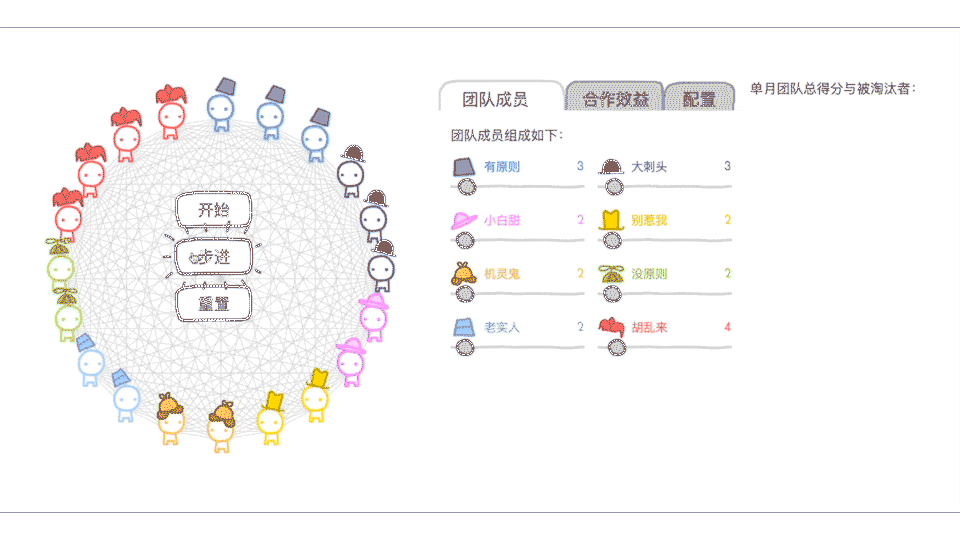 团队成员
合作效益
配置
单月团队总得分与被淘汰者：
团队成员组成如下：
有原则 3
大刺头 3
小白甜 2
别惹我 2
机灵鬼 2
没原则 2
老实人 2
胡乱来 4
开始
步进
重置